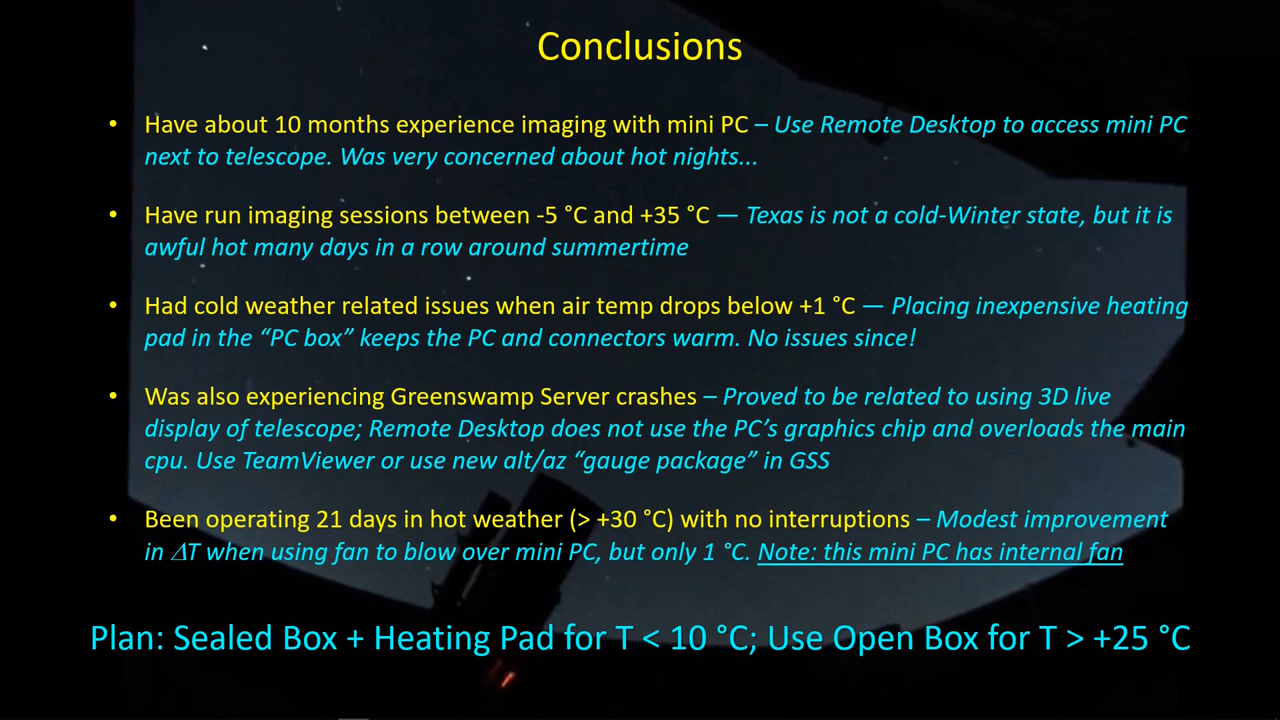 Conclusions
• Have about 10 months experience imaging with mini PC – Use Remote Desktop to access mini PC
next to telescope. Was very concerned about hot nights...
• Have run imaging sessions between -5 °C and +35 °C — Texas is not a cold-Winter state, but it is
awful hot many days in a row around summertime
• Had cold weather related issues when air temp drops below +1 °C — Placing inexpensive heating
pad in the “PC box” keeps the PC and connectors warm. No issues since!
• Was also experiencing Greenswamp Server crashes – Proved to be related to using 3D live
display of telescope; Remote Desktop does not use the PC’s graphics chip and overloads the main
cpu. Use TeamViewer or use new alt/az “gauge package” in GSS
• Been operating 21 days in hot weather (> +30 °C) with no interruptions – Modest improvement
in ΔT when using fan to blow over mini PC, but only 1 °C. Note: this mini PC has internal fan
Plan: Sealed Box + Heating Pad for T < 10 °C; Use Open Box for T > +25 °C